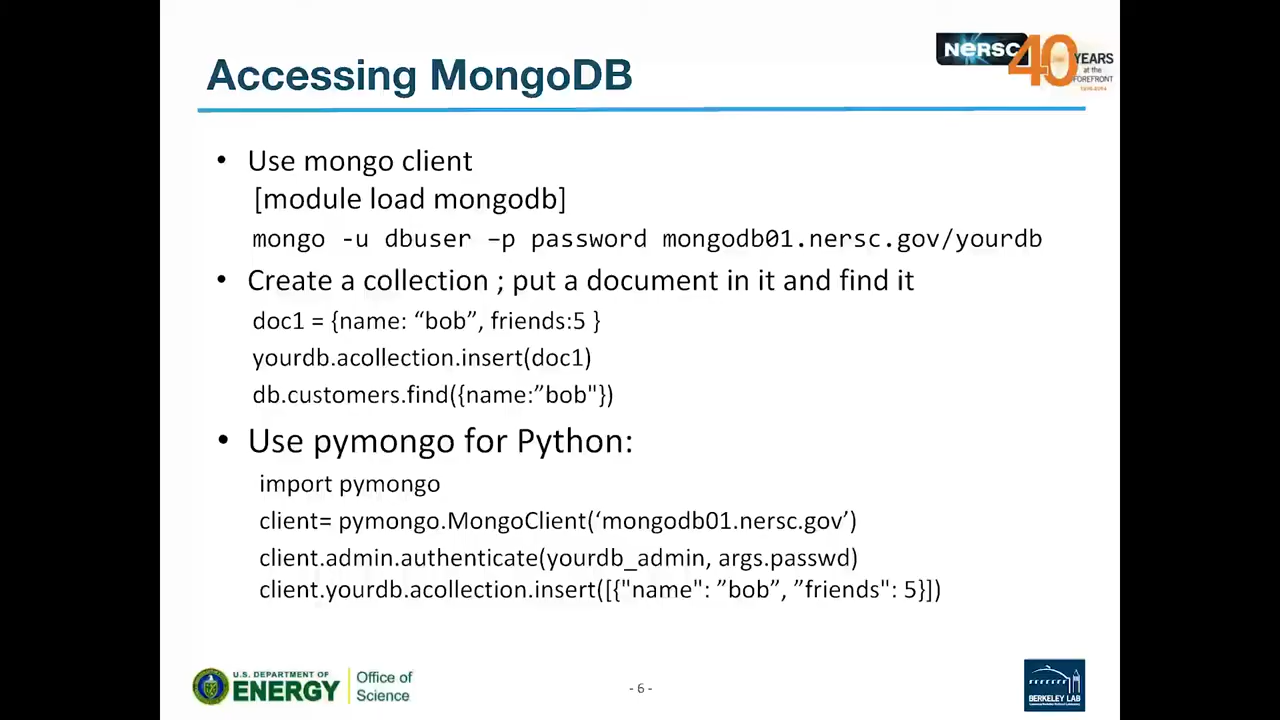 Accessing MongoDB
NERSC 40 YEARS at the FOREFRONT
• Use mongo client
[module load mongodb]
mongo -u dbuser –p password mongodb01.nersc.gov/yourdb
• Create a collection ; put a document in it and find it
doc1 = {name: “bob”, friends:5 }
yourdb.acollection.insert(doc1)
db.customers.find({name:”bob"})
• Use pymongo for Python:
import pymongo
client= pymongo.MongoClient(‘mongodb01.nersc.gov’)
client.admin.authenticate(yourdb_admin, args.passwd)
client.yourdb.acollection.insert([{"name": ”bob”, ”friends": 5}])
U.S. DEPARTMENT OF
ENERGY
Office of
Science
- 6 -
BERKELEY LAB